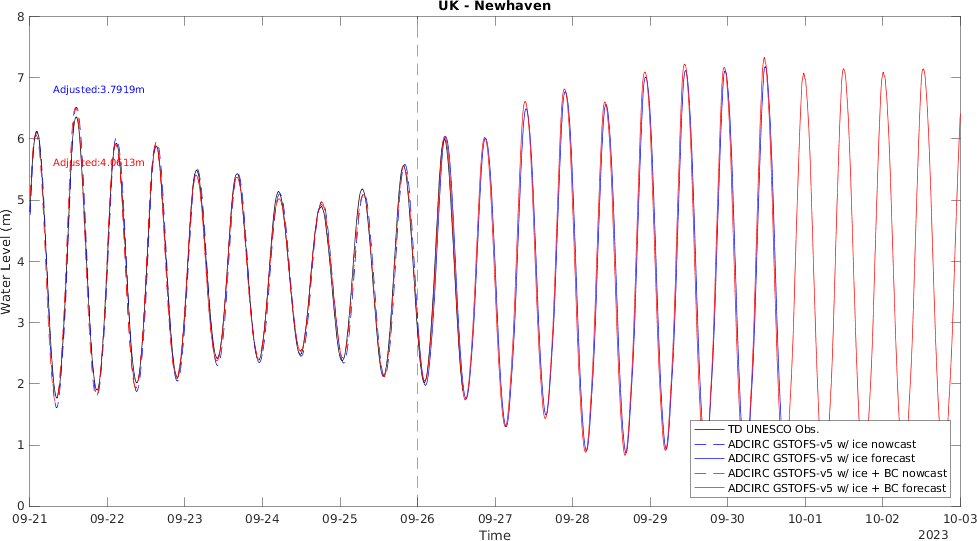 UK - Newhaven
8
7
6
5
4
3
2
1
0
Water Level (m)
Adjusted:3.7919m
Adjusted:4.0613m
TD UNESCO Obs.
ADCIRC GSTOFS-v5 w/ ice nowcast
ADCIRC GSTOFS-v5 w/ ice forecast
ADCIRC GSTOFS-v5 w/ ice + BC nowcast
ADCIRC GSTOFS-v5 w/ ice + BC forecast
09-21 09-22 09-23 09-24 09-25 09-26 09-27 09-28 09-29 09-30 10-01 10-02 10-03
Time
2023